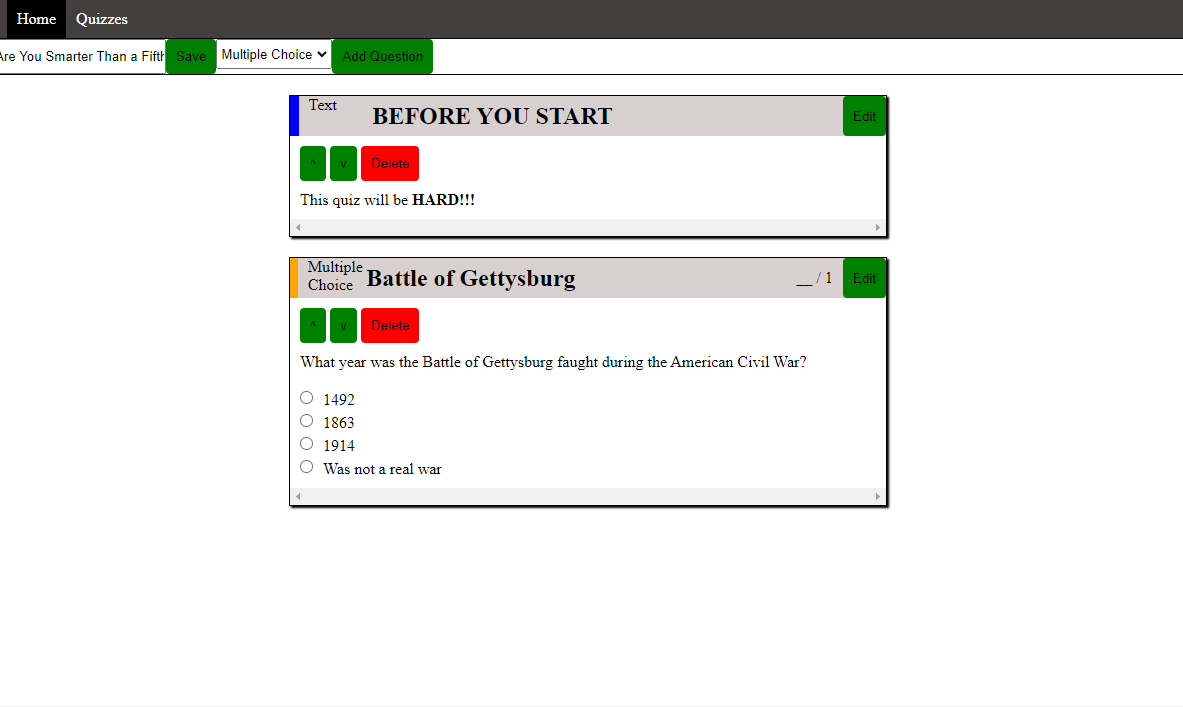 Home Quizzes
Are You Smarter Than a Fifth Save Multiple Choice Add Question
Text BEFORE YOU START Edit
^ v Delete
This quiz will be HARD!!!
Multiple Choice Battle of Gettysburg __ / 1 Edit
^ v Delete
What year was the Battle of Gettysburg faught during the American Civil War?
1492
1863
1914
Was not a real war